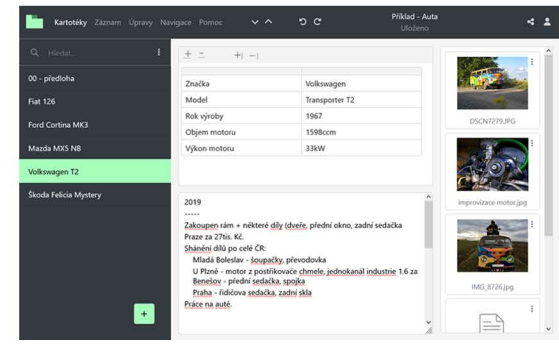 Kartotéky Záznam Úpravy Navigace Pomoc
Příklad - Auta
Uloženo
Hledat...
00 - předloha
Fiat 126
Ford Cortina MK3
Mazda MX5 NB
Volkswagen T2
Škoda Felicia Mystery
+
Značka Volkswagen
Model Transporter T2
Rok výroby 1967
Objem motoru 1598ccm
Výkon motoru 33kW
2019
-----
Zakoupen rám + některé díly (dveře, přední okno, zadní sedačka
Praze za 27tis. Kč.
Shánění dílů po celé ČR:
Mladá Boleslav - šoupačky, převodovka
U Plzně - motor z postřikovače chmele, jednokanál industrie 1.6 za
Benešov - přední sedačka, spojka
Praha - řidičova sedačka, zadní skla
Práce na autě.
DSCN7279.JPG
improvizace motor.jpg
IMG_8726.jpg